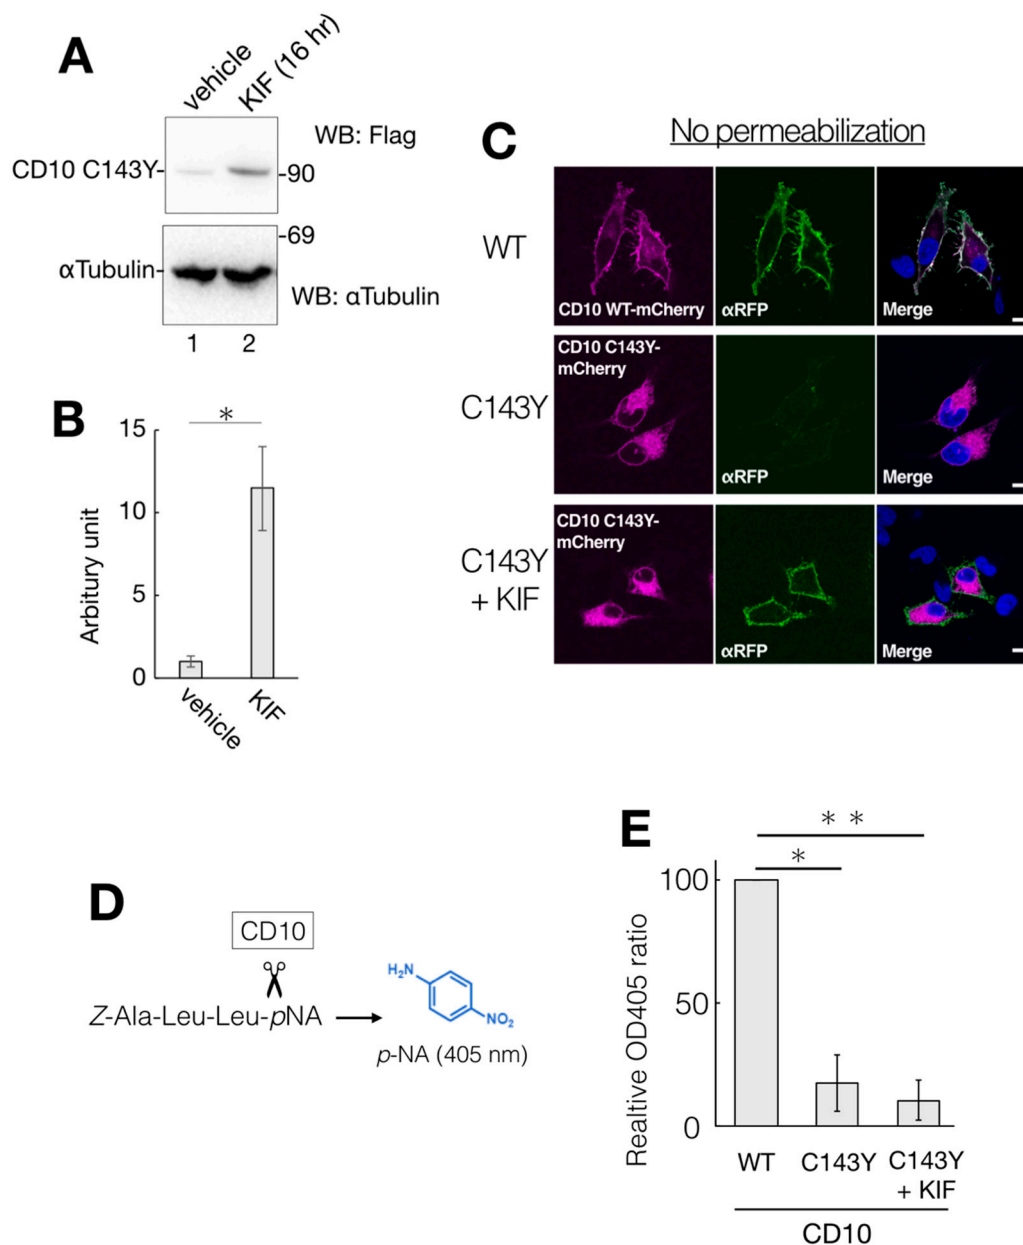 A
vehicle
KIF (16 hr)
WB: Flag
CD10 C143Y-
-90
-69
αTubulin-
WB: αTubulin
1 2
B
*
15
10
5
0
Arbitury unit
vehicle
KIF
C
No permeabilization
WT
CD10 WT-mCherry
αRFP
Merge
C143Y
CD10 C143Y-
mCherry
αRFP
Merge
C143Y
+ KIF
CD10 C143Y-
mCherry
αRFP
Merge
D
CD10
Z-Ala-Leu-Leu-pNA
H₂N
NO₂
p-NA (405 nm)
E
* *
*
100
50
0
Realtive OD405 ratio
WT
C143Y
C143Y
+ KIF
CD10